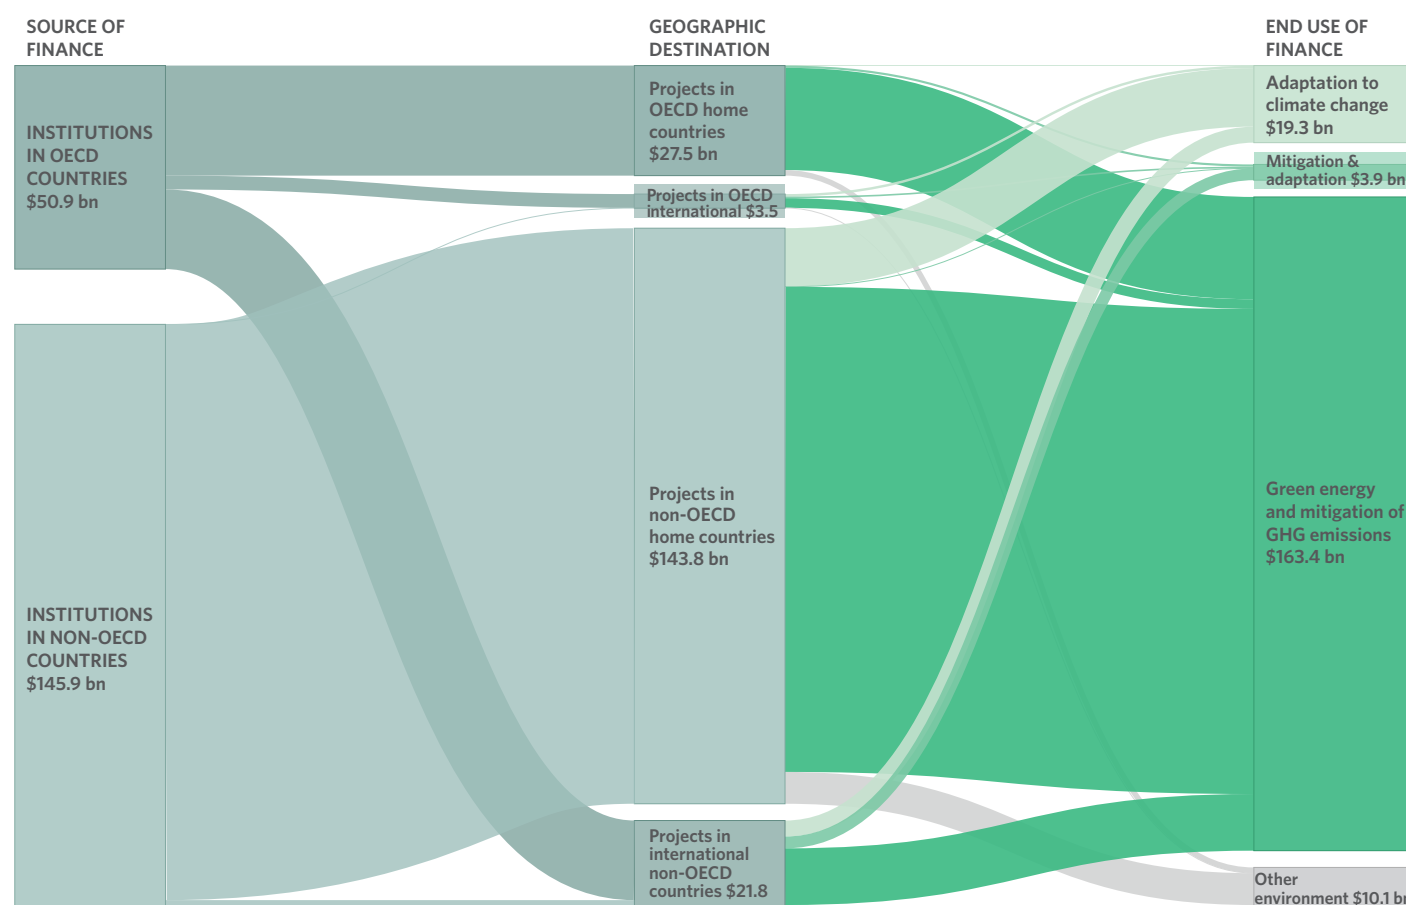 SOURCE OF
FINANCE
GEOGRAPHIC
DESTINATION
END USE OF
FINANCE
INSTITUTIONS
IN OECD
COUNTRIES
$50.9 bn
INSTITUTIONS
IN NON-OECD
COUNTRIES
$145.9 bn
Projects in
OECD home
countries
$27.5 bn
Projects in OECD
international $3.5
Projects in
non-OECD
home countries
$143.8 bn
Projects in
international
non-OECD
countries $21.8
Adaptation to
climate change
$19.3 bn
Mitigation &
adaptation $3.9 bn
Green energy
and mitigation of
GHG emissions
$163.4 bn
Other
environment $10.1 bn